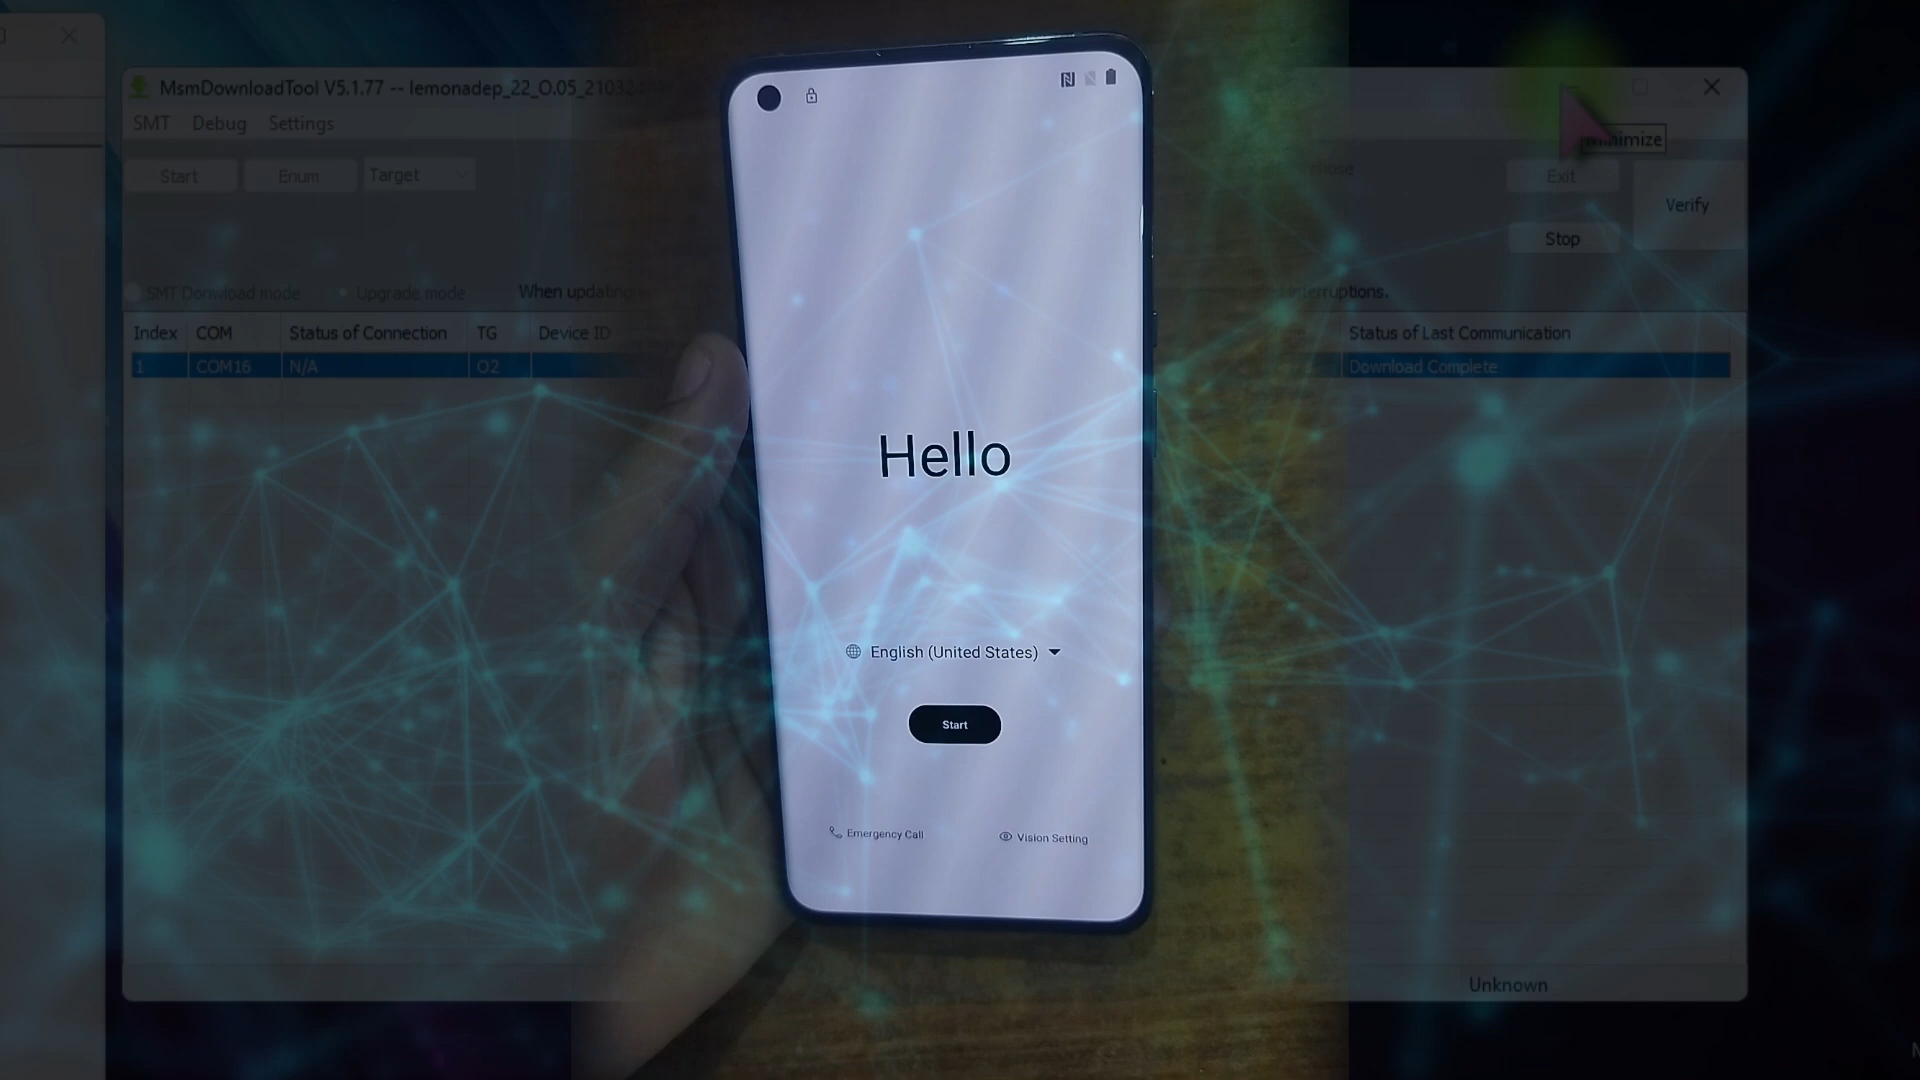 MsmDownloadTool V5.1.77 -- lemonadep_22_O.05_21032
SMT Debug Settings
Minimize
Start Enum Target
Exit
Verify
Stop
SMT Donwload mode Upgrade mode When updating
interruptions.
Index COM Status of Connection TG Device ID Status of Last Communication
1 COM16 N/A O2 Download Complete
Hello
English (United States)
Start
Emergency Call Vision Setting
Unknown